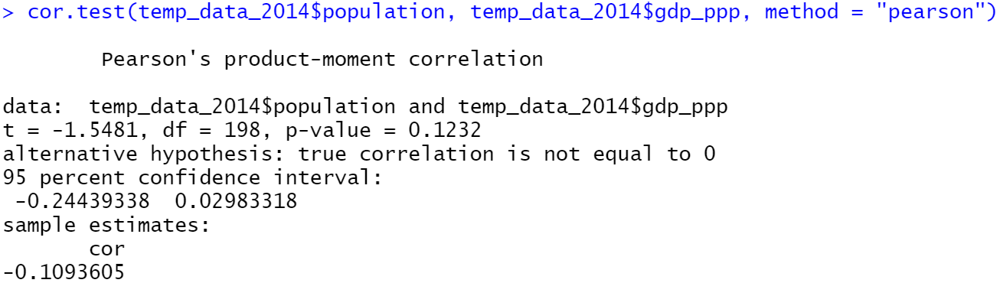 > cor.test(temp_data_2014$population, temp_data_2014$gdp_ppp, method = "pearson")
Pearson's product-moment correlation
data:  temp_data_2014$population and temp_data_2014$gdp_ppp
t = -1.5481, df = 198, p-value = 0.1232
alternative hypothesis: true correlation is not equal to 0
95 percent confidence interval:
-0.24439338  0.02983318
sample estimates:
cor
-0.1093605